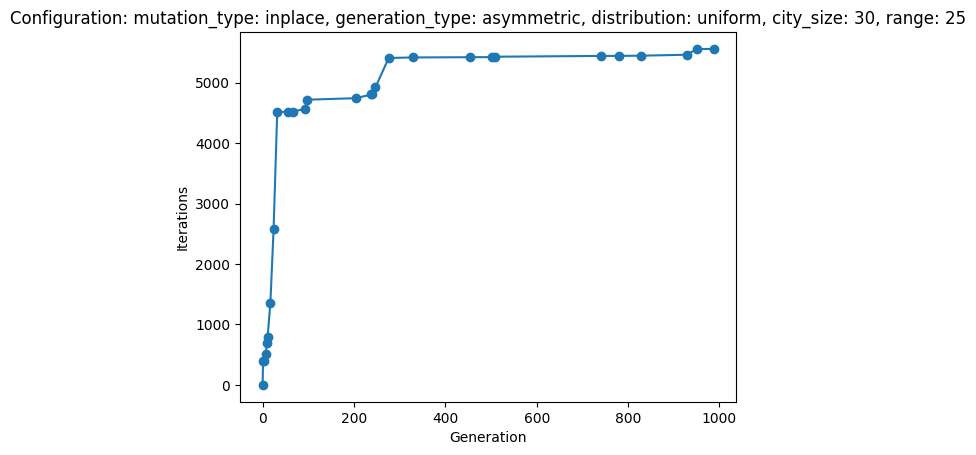 Configuration: mutation_type: inplace, generation_type: asymmetric, distribution: uniform, city_size: 30, range: 25
5000
4000
3000
2000
1000
0
Iterations
0 200 400 600 800 1000
Generation